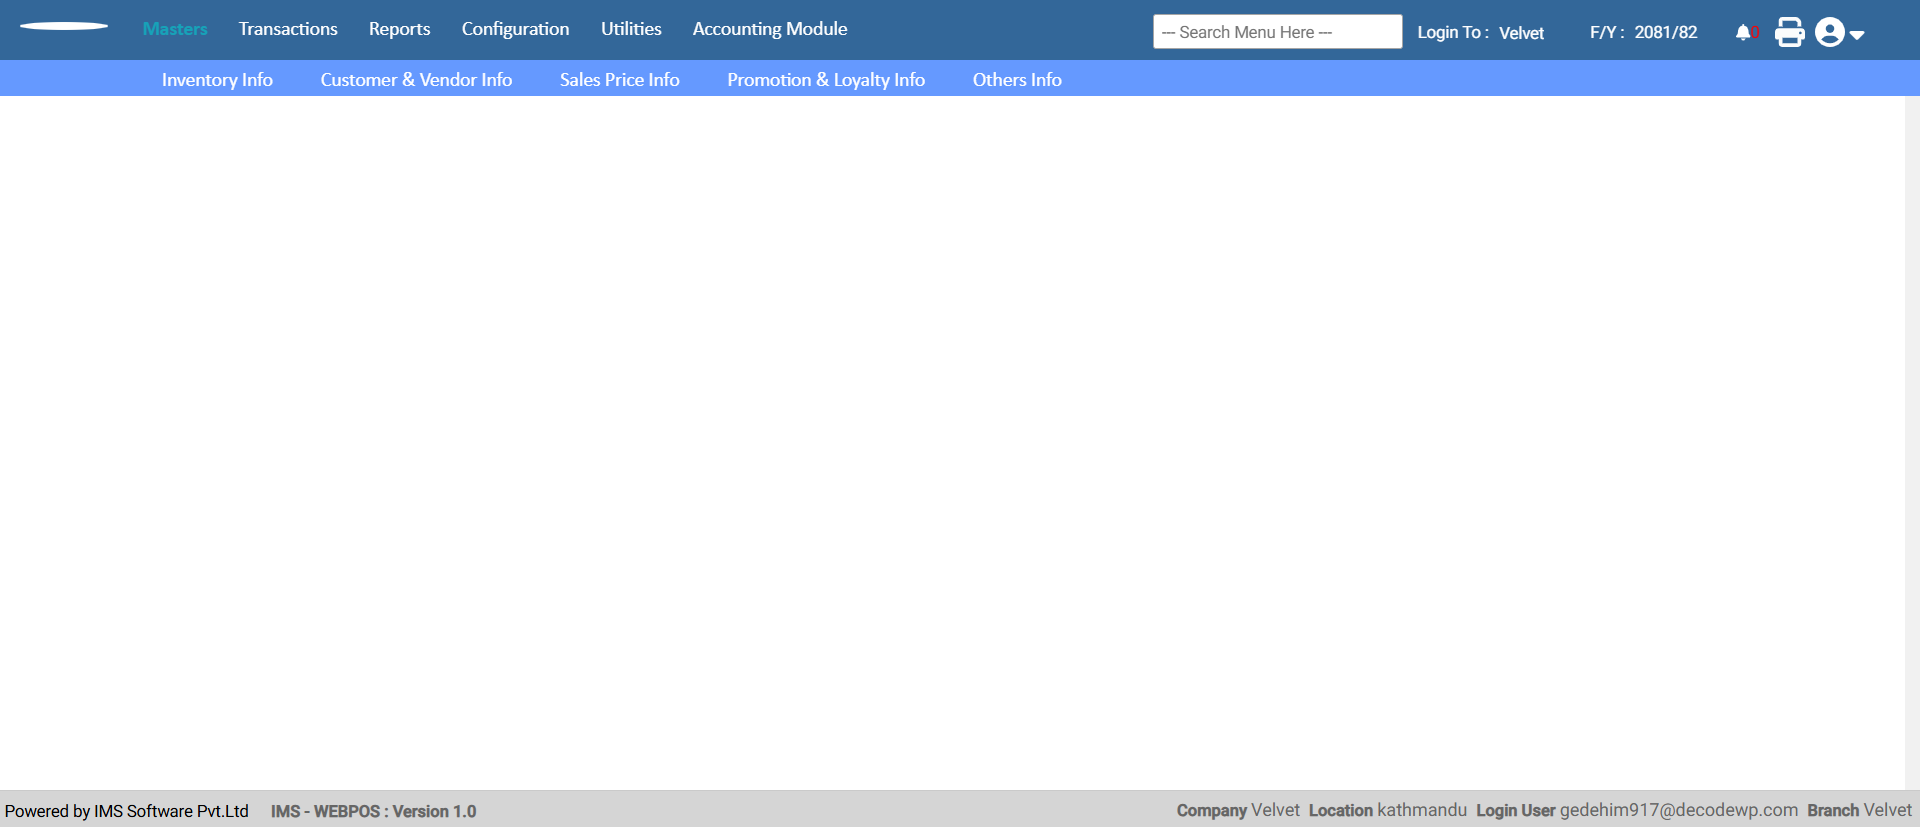 Masters Transactions Reports Configuration Utilities Accounting Module --- Search Menu Here --- Login To : Velvet F/Y : 2081/82 0
Inventory Info Customer & Vendor Info Sales Price Info Promotion & Loyalty Info Others Info
Powered by IMS Software Pvt.Ltd IMS - WEBPOS : Version 1.0 Company Velvet Location kathmandu Login User gedehim917@decodewp.com Branch Velvet